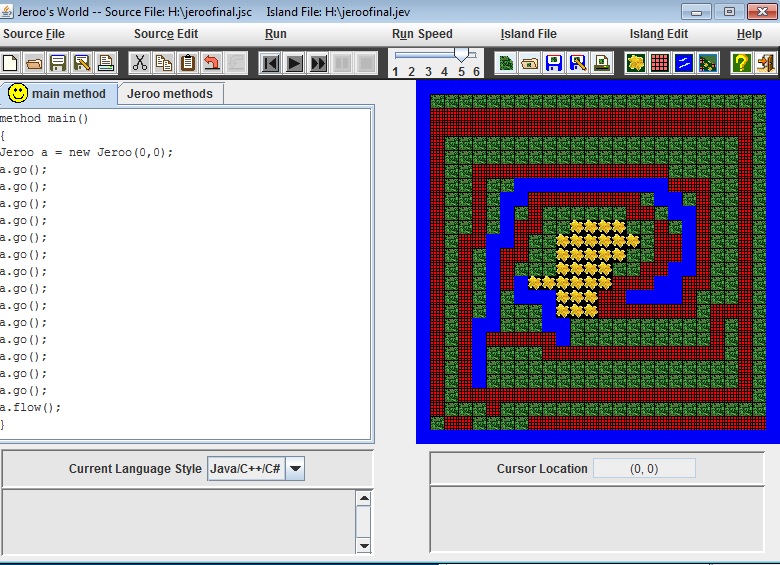 Jeroo's World -- Source File: H:\jeroofinal.jsc Island File: H:\jeroofinal.jev
Source File Source Edit Run Run Speed Island File Island Edit Help
1 2 3 4 5 6
main method Jeroo methods
method main()
{
Jeroo a = new Jeroo(0,0);
a.go();
a.go();
a.go();
a.go();
a.go();
a.go();
a.go();
a.go();
a.go();
a.go();
a.go();
a.go();
a.go();
a.go();
a.flow();
}
Current Language Style Java/C++/C#
Cursor Location (0, 0)